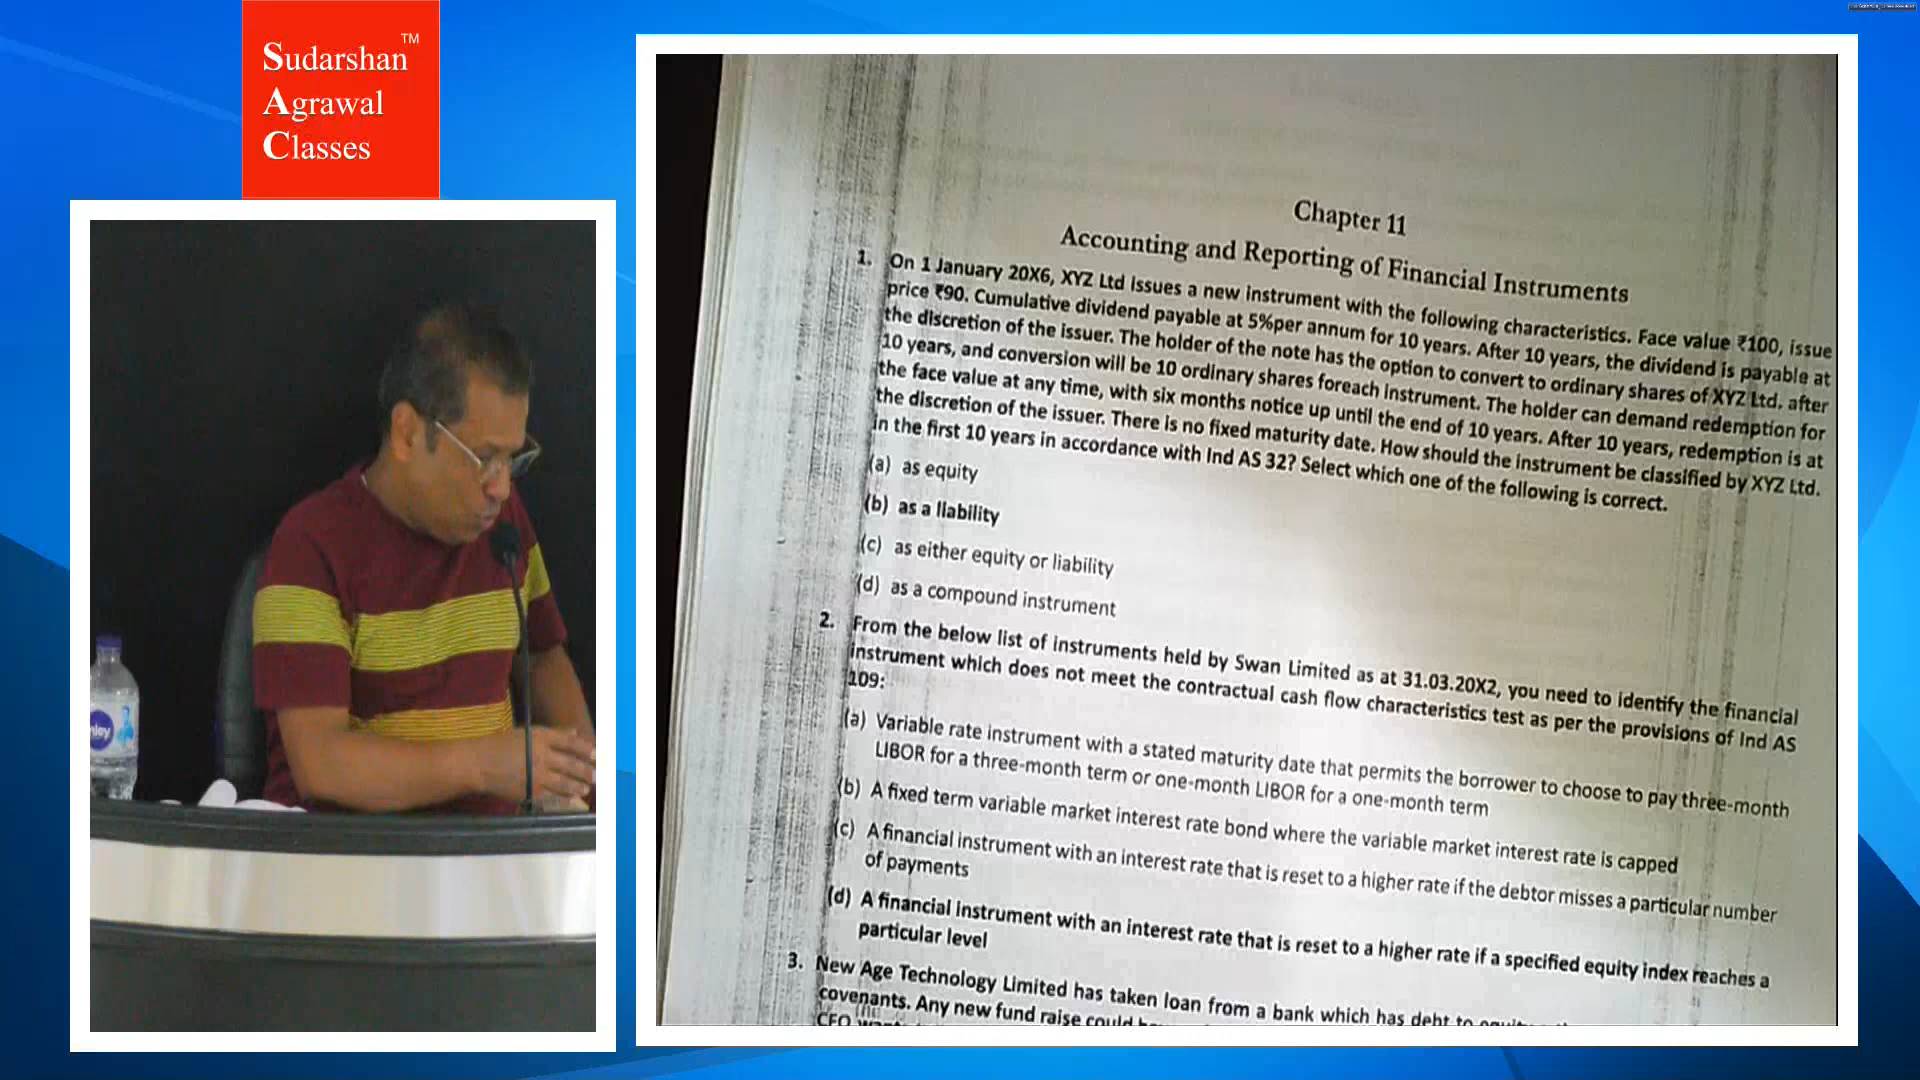 Sudarshan™
Agrawal
Classes
Chapter 11
Accounting and Reporting of Financial Instruments
1. On 1 January 20X6, XYZ Ltd issues a new instrument with the following characteristics. Face value ₹100, issue
price ₹90. Cumulative dividend payable at 5%per annum for 10 years. After 10 years, the dividend is payable at
the discretion of the issuer. The holder of the note has the option to convert to ordinary shares of XYZ Ltd. after
10 years, and conversion will be 10 ordinary shares foreach instrument. The holder can demand redemption for
the face value at any time, with six months notice up until the end of 10 years. After 10 years, redemption is at
the discretion of the issuer. There is no fixed maturity date. How should the instrument be classified by XYZ Ltd.
in the first 10 years in accordance with Ind AS 32? Select which one of the following is correct.
(a) as equity
(b) as a liability
(c) as either equity or liability
(d) as a compound instrument
2. From the below list of instruments held by Swan Limited as at 31.03.20X2, you need to identify the financial
instrument which does not meet the contractual cash flow characteristics test as per the provisions of Ind AS
109:
(a) Variable rate instrument with a stated maturity date that permits the borrower to choose to pay three-month
LIBOR for a three-month term or one-month LIBOR for a one-month term
(b) A fixed term variable market interest rate bond where the variable market interest rate is capped
(c) A financial instrument with an interest rate that is reset to a higher rate if the debtor misses a particular number
of payments
(d) A financial instrument with an interest rate that is reset to a higher rate if a specified equity index reaches a
particular level
3. New Age Technology Limited has taken loan from a bank which has debt to
covenants. Any new fund raise could
CFO